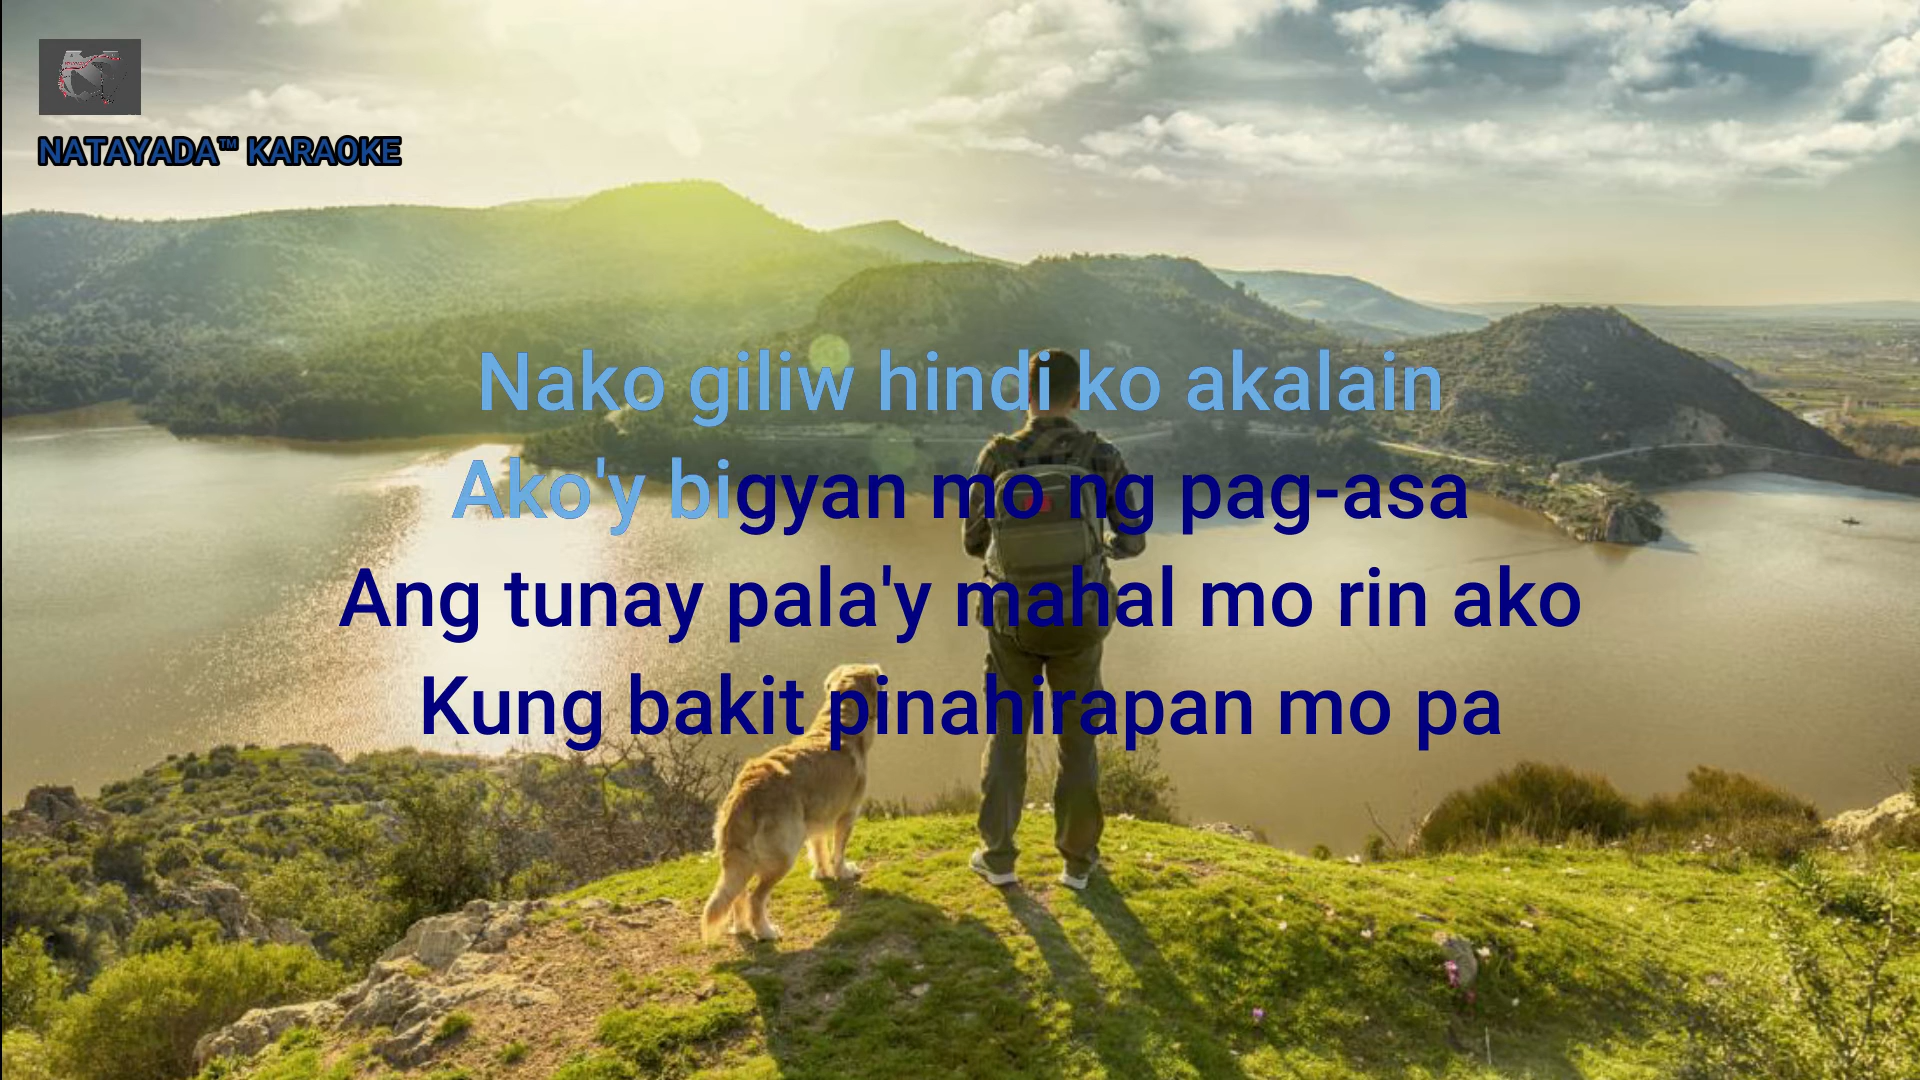 NATAYADA™ KARAOKE
Nako giliw hindi ko akalain
Ako'y bigyan mo ng pag-asa
Ang tunay pala'y mahal mo rin ako
Kung bakit pinahirapan mo pa